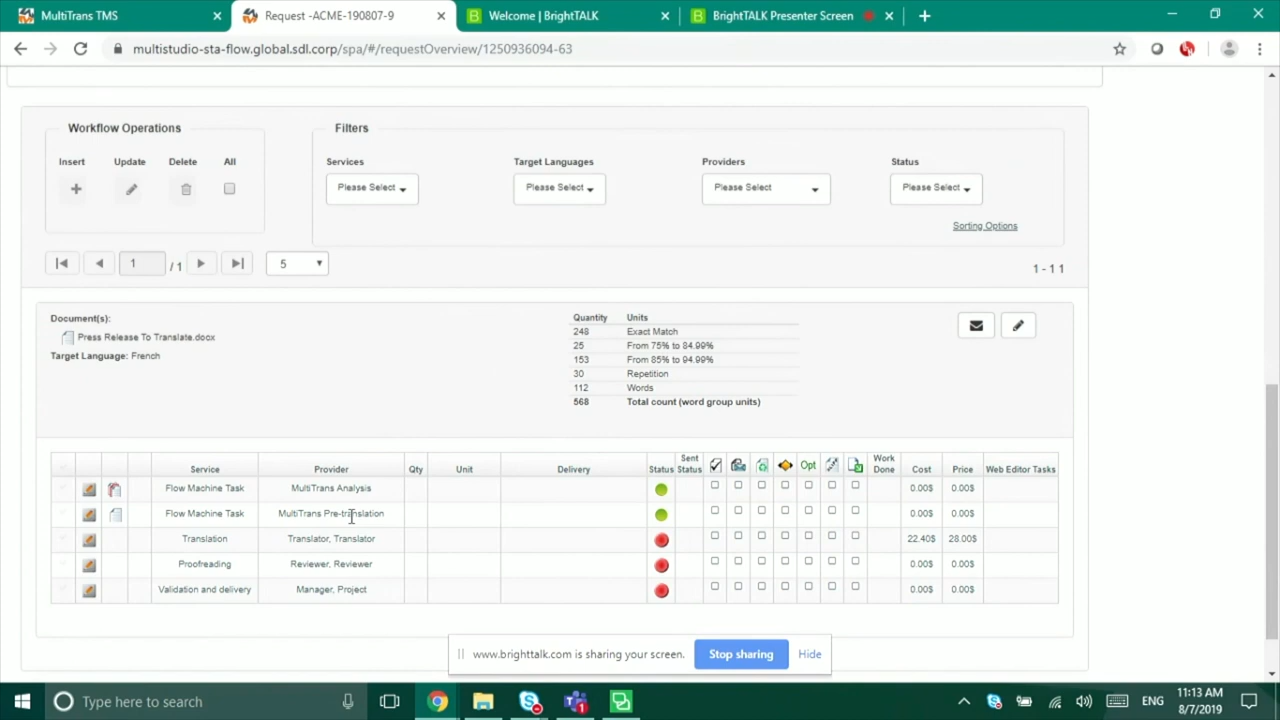 MultiTrans TMS
Request -ACME-190807-9
Welcome | BrightTALK
BrightTALK Presenter Screen
multistudio-sta-flow.global.sdl.corp/spa/#/requestOverview/1250936094-63
Workflow Operations
Insert Update Delete All
Filters
Services Target Languages Providers Status
Please Select Please Select Please Select Please Select
Sorting Options
1 / 1 5
1 - 1 1
Document(s):
Press Release To Translate.docx
Target Language: French
Quantity Units
248 Exact Match
25 From 75% to 84.99%
153 From 85% to 94.99%
30 Repetition
112 Words
568 Total count (word group units)
Service Provider Qty Unit Delivery Status Sent Status Opt Work Done Cost Price Web Editor Tasks
Flow Machine Task MultiTrans Analysis 0.00$ 0.00$
Flow Machine Task MultiTrans Pre-translation 0.00$ 0.00$
Translation Translator, Translator 22.40$ 28.00$
Proofreading Reviewer, Reviewer 0.00$ 0.00$
Validation and delivery Manager, Project 0.00$ 0.00$
www.brighttalk.com is sharing your screen. Stop sharing Hide
Type here to search
ENG
11:13 AM
8/7/2019